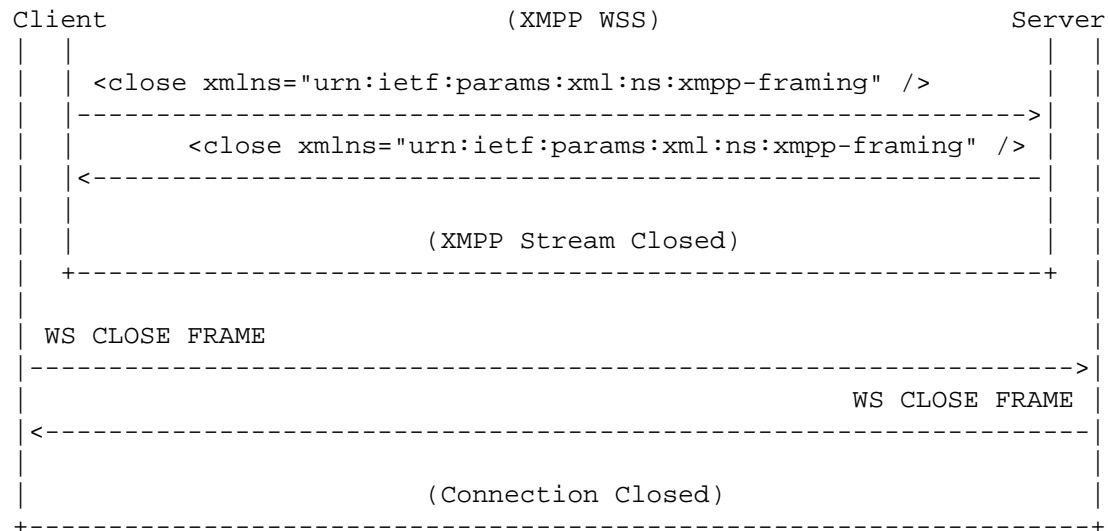 Client (XMPP WSS) Server
<close xmlns="urn:ietf:params:xml:ns:xmpp-framing" />
<close xmlns="urn:ietf:params:xml:ns:xmpp-framing" />
(XMPP Stream Closed)
WS CLOSE FRAME
WS CLOSE FRAME
(Connection Closed)